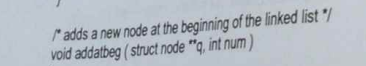 /* adds a new node at the beginning of the linked list */
void addatbeg ( struct node **q, int num )